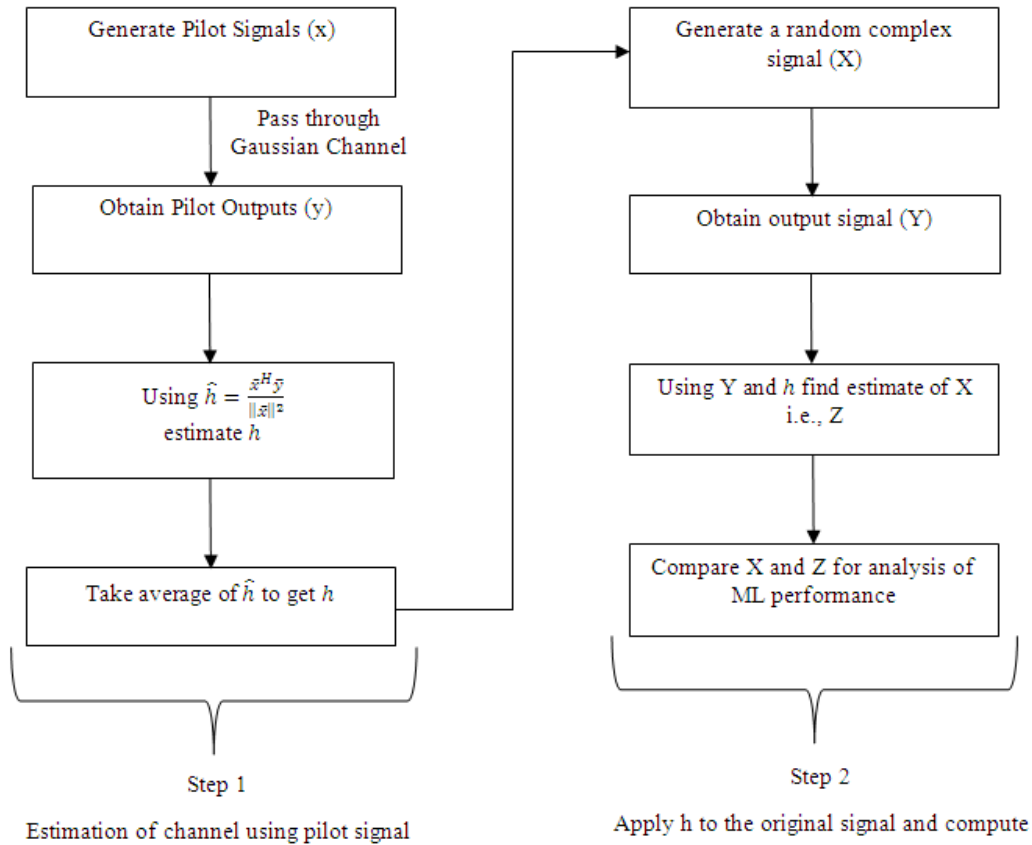 Generate Pilot Signals (x)
Pass through
Gaussian Channel
Obtain Pilot Outputs (y)
Using ĥ = x̄ᴴȳ / ‖x̄‖²
estimate h
Take average of ĥ to get h
Step 1
Estimation of channel using pilot signal
Generate a random complex
signal (X)
Obtain output signal (Y)
Using Y and h find estimate of X
i.e., Z
Compare X and Z for analysis of
ML performance
Step 2
Apply h to the original signal and compute